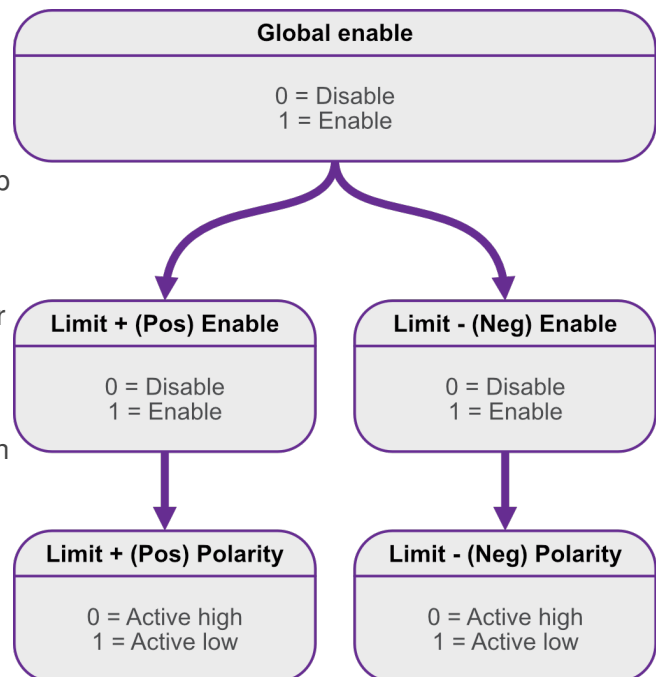 Global enable
0 = Disable
1 = Enable
Limit + (Pos) Enable
0 = Disable
1 = Enable
Limit - (Neg) Enable
0 = Disable
1 = Enable
Limit + (Pos) Polarity
0 = Active high
1 = Active low
Limit - (Neg) Polarity
0 = Active high
1 = Active low